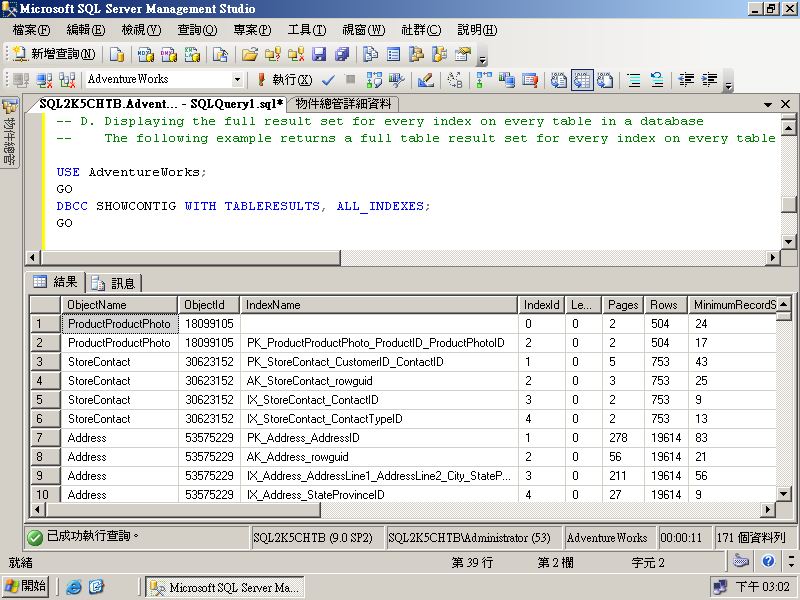 Microsoft SQL Server Management Studio
檔案(F) 編輯(E) 檢視(V) 查詢(Q) 專案(P) 工具(T) 視窗(W) 社群(C) 說明(H)
新增查詢(N)
AdventureWorks 執行(X)
物件總管
SQL2K5CHTB.Advent... - SQLQuery1.sql* 物件總管詳細資料
-- D. Displaying the full result set for every index on every table in a database
-- The following example returns a full table result set for every index on every table
USE AdventureWorks;
GO
DBCC SHOWCONTIG WITH TABLERESULTS, ALL_INDEXES;
GO
結果 訊息
ObjectName ObjectId IndexName IndexId Le... Pages Rows MinimumRecordS
1 ProductProductPhoto 18099105 0 0 2 504 24
2 ProductProductPhoto 18099105 PK_ProductProductPhoto_ProductID_ProductPhotoID 2 0 2 504 17
3 StoreContact 30623152 PK_StoreContact_CustomerID_ContactID 1 0 5 753 43
4 StoreContact 30623152 AK_StoreContact_rowguid 2 0 3 753 25
5 StoreContact 30623152 IX_StoreContact_ContactID 3 0 2 753 9
6 StoreContact 30623152 IX_StoreContact_ContactTypeID 4 0 2 753 13
7 Address 53575229 PK_Address_AddressID 1 0 278 19614 83
8 Address 53575229 AK_Address_rowguid 2 0 56 19614 21
9 Address 53575229 IX_Address_AddressLine1_AddressLine2_City_StateP... 3 0 211 19614 56
10 Address 53575229 IX_Address_StateProvinceID 4 0 27 19614 9
已成功執行查詢。 SQL2K5CHTB (9.0 SP2) SQL2K5CHTB\Administrator (53) AdventureWorks 00:00:11 171 個資料列
就緒 第 39 行 第 2 欄 字元 2
開始 Microsoft SQL Server Ma... 下午 03:02